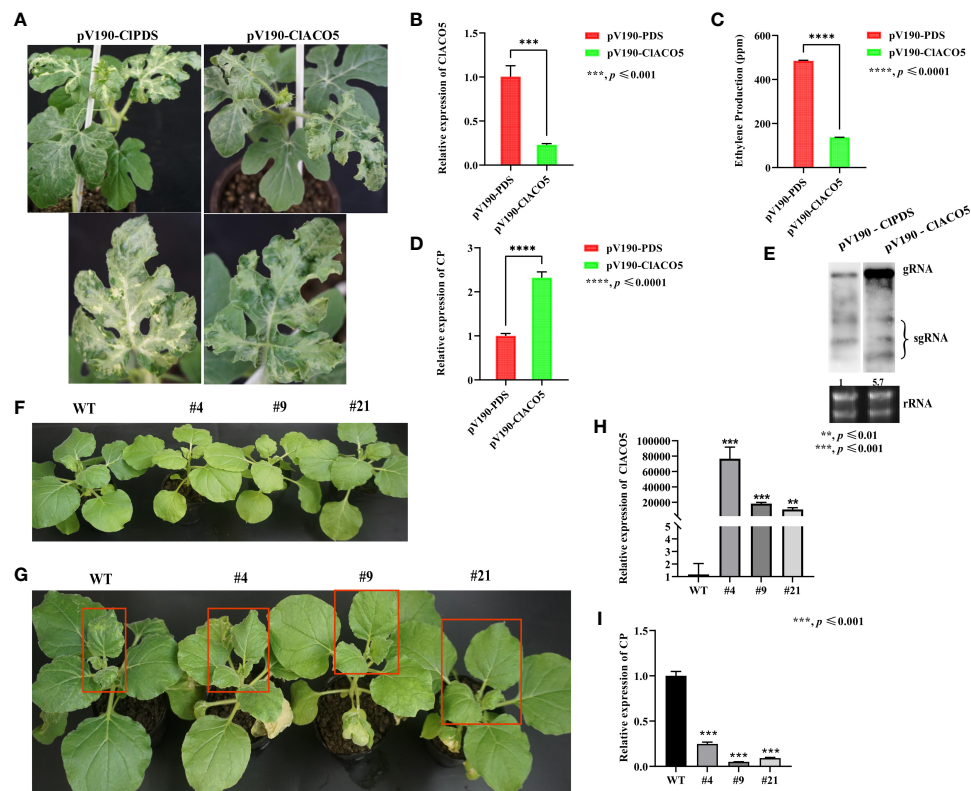 A
pV190-ClPDS
pV190-ClACO5
B
Relative expression of ClACO5
1.5
1.0
0.5
0.0
***
pV190-PDS
pV190-ClACO5
pV190-PDS
pV190-ClACO5
***, p ≤0.001
C
Ethylene Production (ppm)
600
400
200
0
****
pV190-PDS
pV190-ClACO5
pV190-PDS
pV190-ClACO5
****, p ≤0.0001
D
Relative expression of CP
3
2
1
0
****
pV190-PDS
pV190-ClACO5
pV190-PDS
pV190-ClACO5
****, p ≤0.0001
E
pV190 - ClPDS
pV190 - ClACO5
gRNA
sgRNA
1
5.7
rRNA
F
WT
#4
#9
#21
G
WT
#4
#9
#21
H
**, p ≤0.01
***, p ≤0.001
Relative expression of ClACO5
100000
80000
60000
40000
20000
5
4
3
2
1
***
***
**
WT
#4
#9
#21
I
***, p ≤0.001
Relative expression of CP
1.5
1.0
0.5
0.0
***
***
***
WT
#4
#9
#21